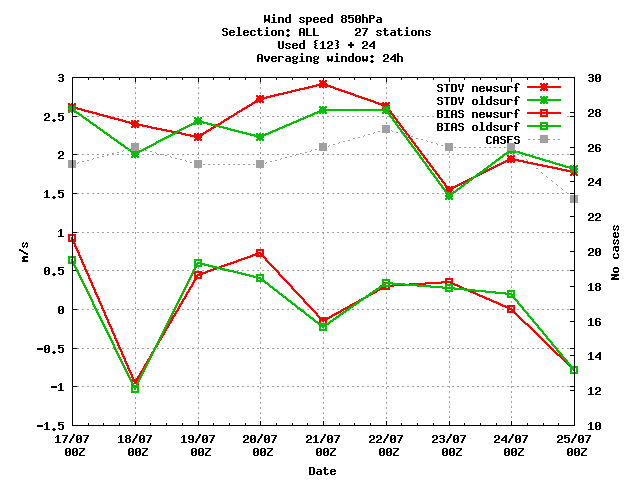 Wind speed 850hPa
Selection: ALL     27 stations
Used {12} + 24
Averaging window: 24h
STDV newsurf
STDV oldsurf
BIAS newsurf
BIAS oldsurf
CASES
3
2.5
2
1.5
1
0.5
0
-0.5
-1
-1.5
m/s
30
28
26
24
22
20
18
16
14
12
10
No cases
17/07 18/07 19/07 20/07 21/07 22/07 23/07 24/07 25/07
00Z 00Z 00Z 00Z 00Z 00Z 00Z 00Z 00Z
Date